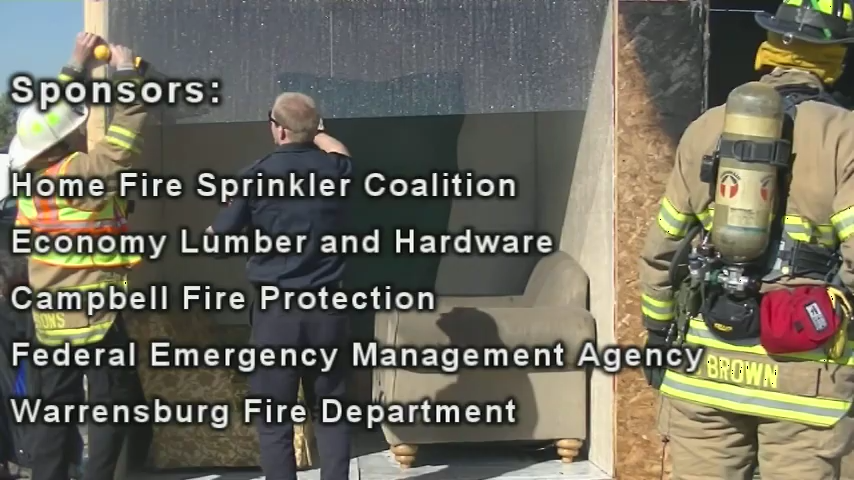 Sponsors:
Home Fire Sprinkler Coalition
Economy Lumber and Hardware
Campbell Fire Protection
Federal Emergency Management Agency
Warrensburg Fire Department
BROWN